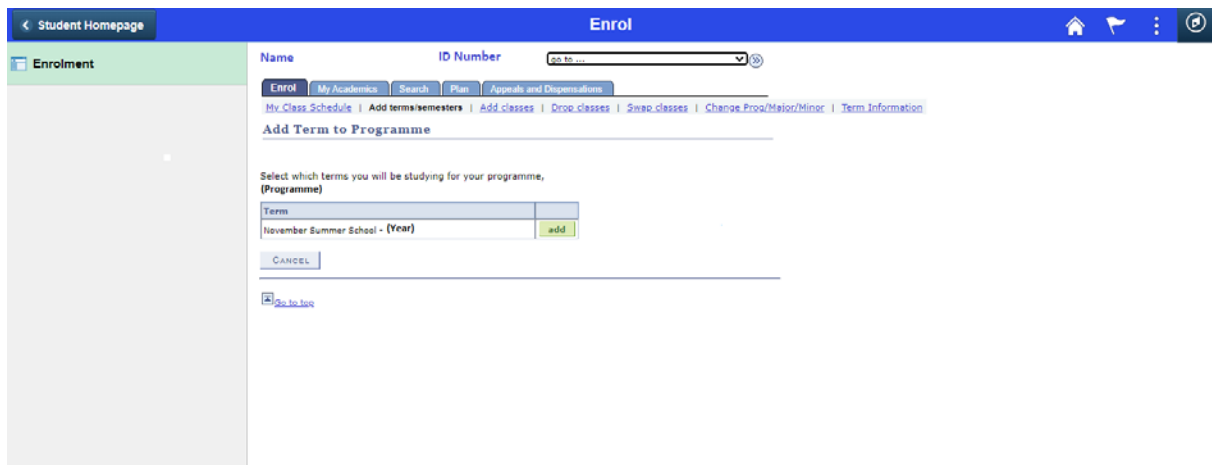 Student Homepage
Enrol
Enrolment
Name ID Number go to ...
Enrol My Academics Search Plan Appeals and Dispensations
My Class Schedule | Add terms/semesters | Add classes | Drop classes | Swap classes | Change Prog/Major/Minor | Term Information
Add Term to Programme
Select which terms you will be studying for your programme,
(Programme)
Term
November Summer School - (Year) add
CANCEL
Go to top